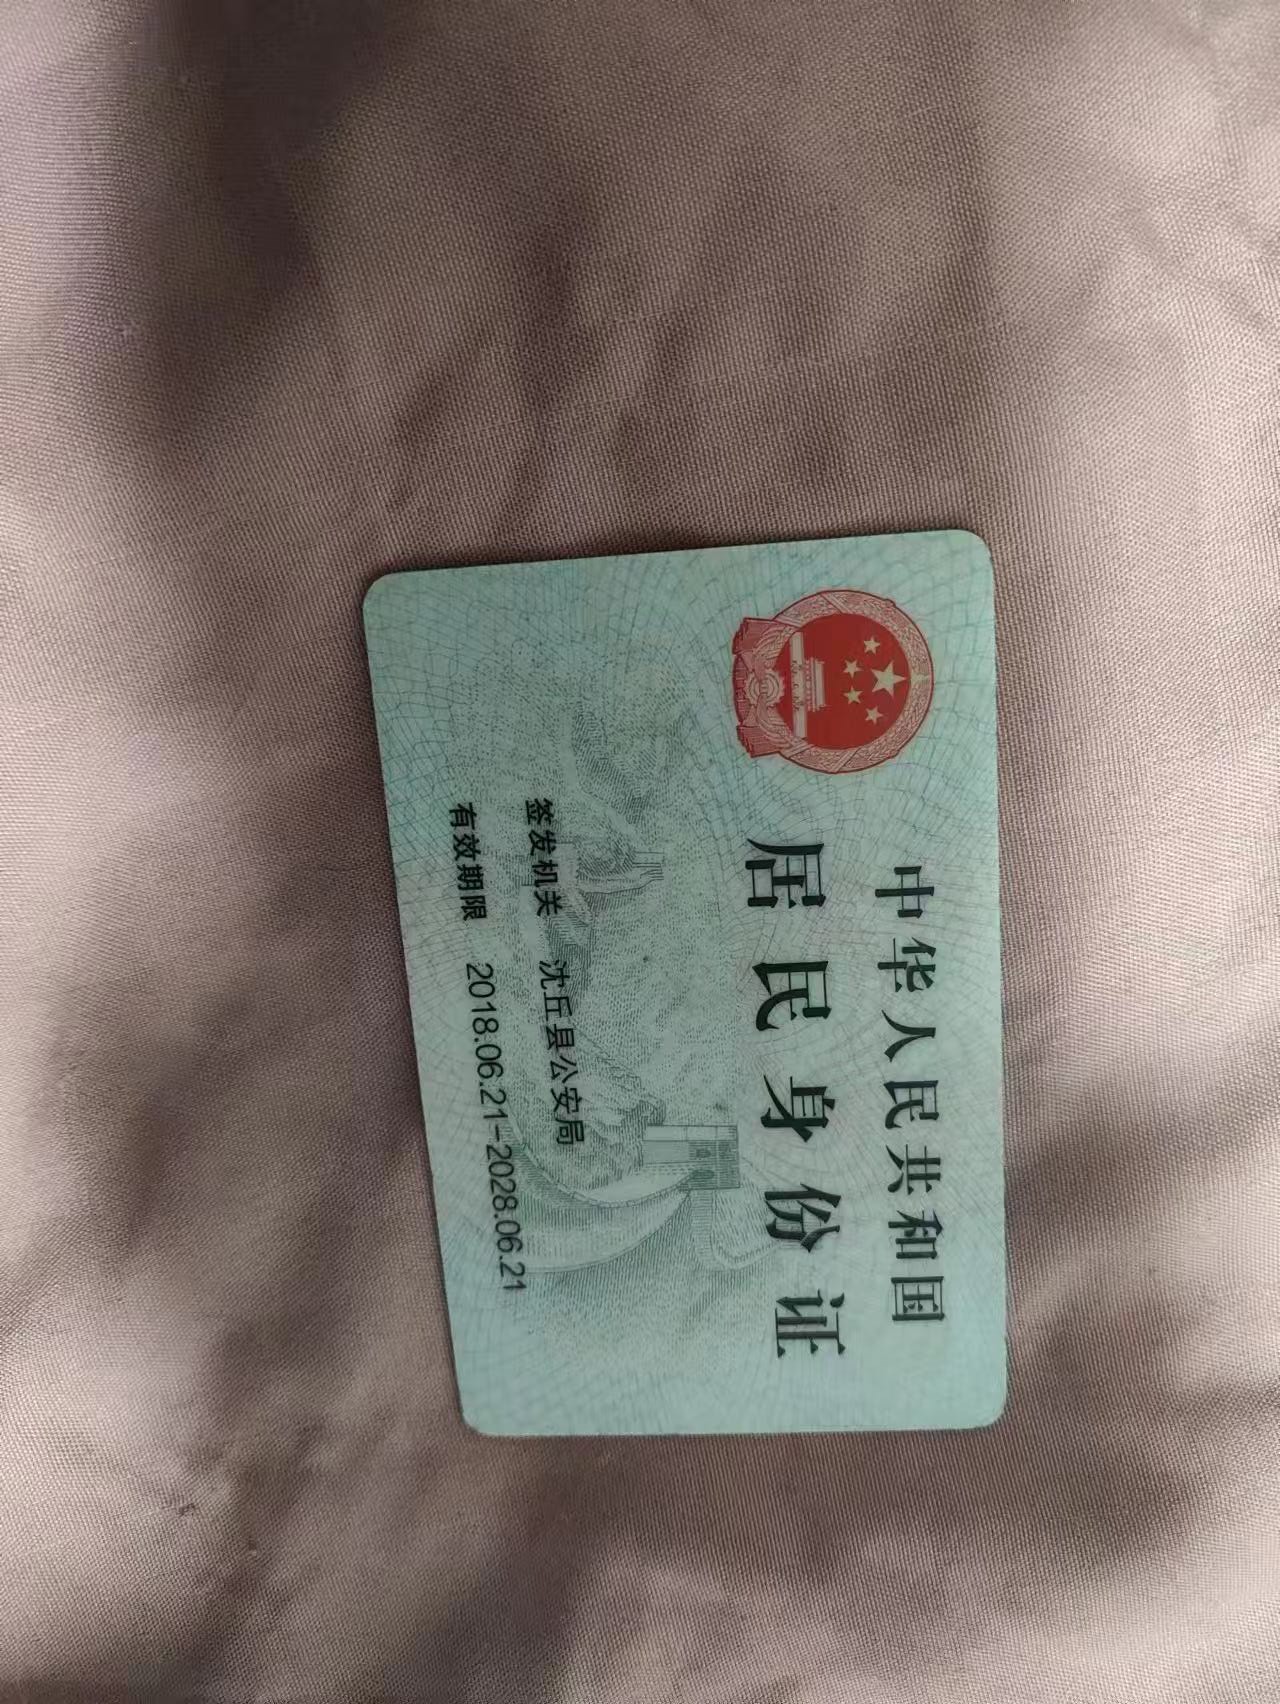 中华人民共和国
居民身份证
签发机关 沈丘县公安局
有效期限 2018.06.21-2028.06.21